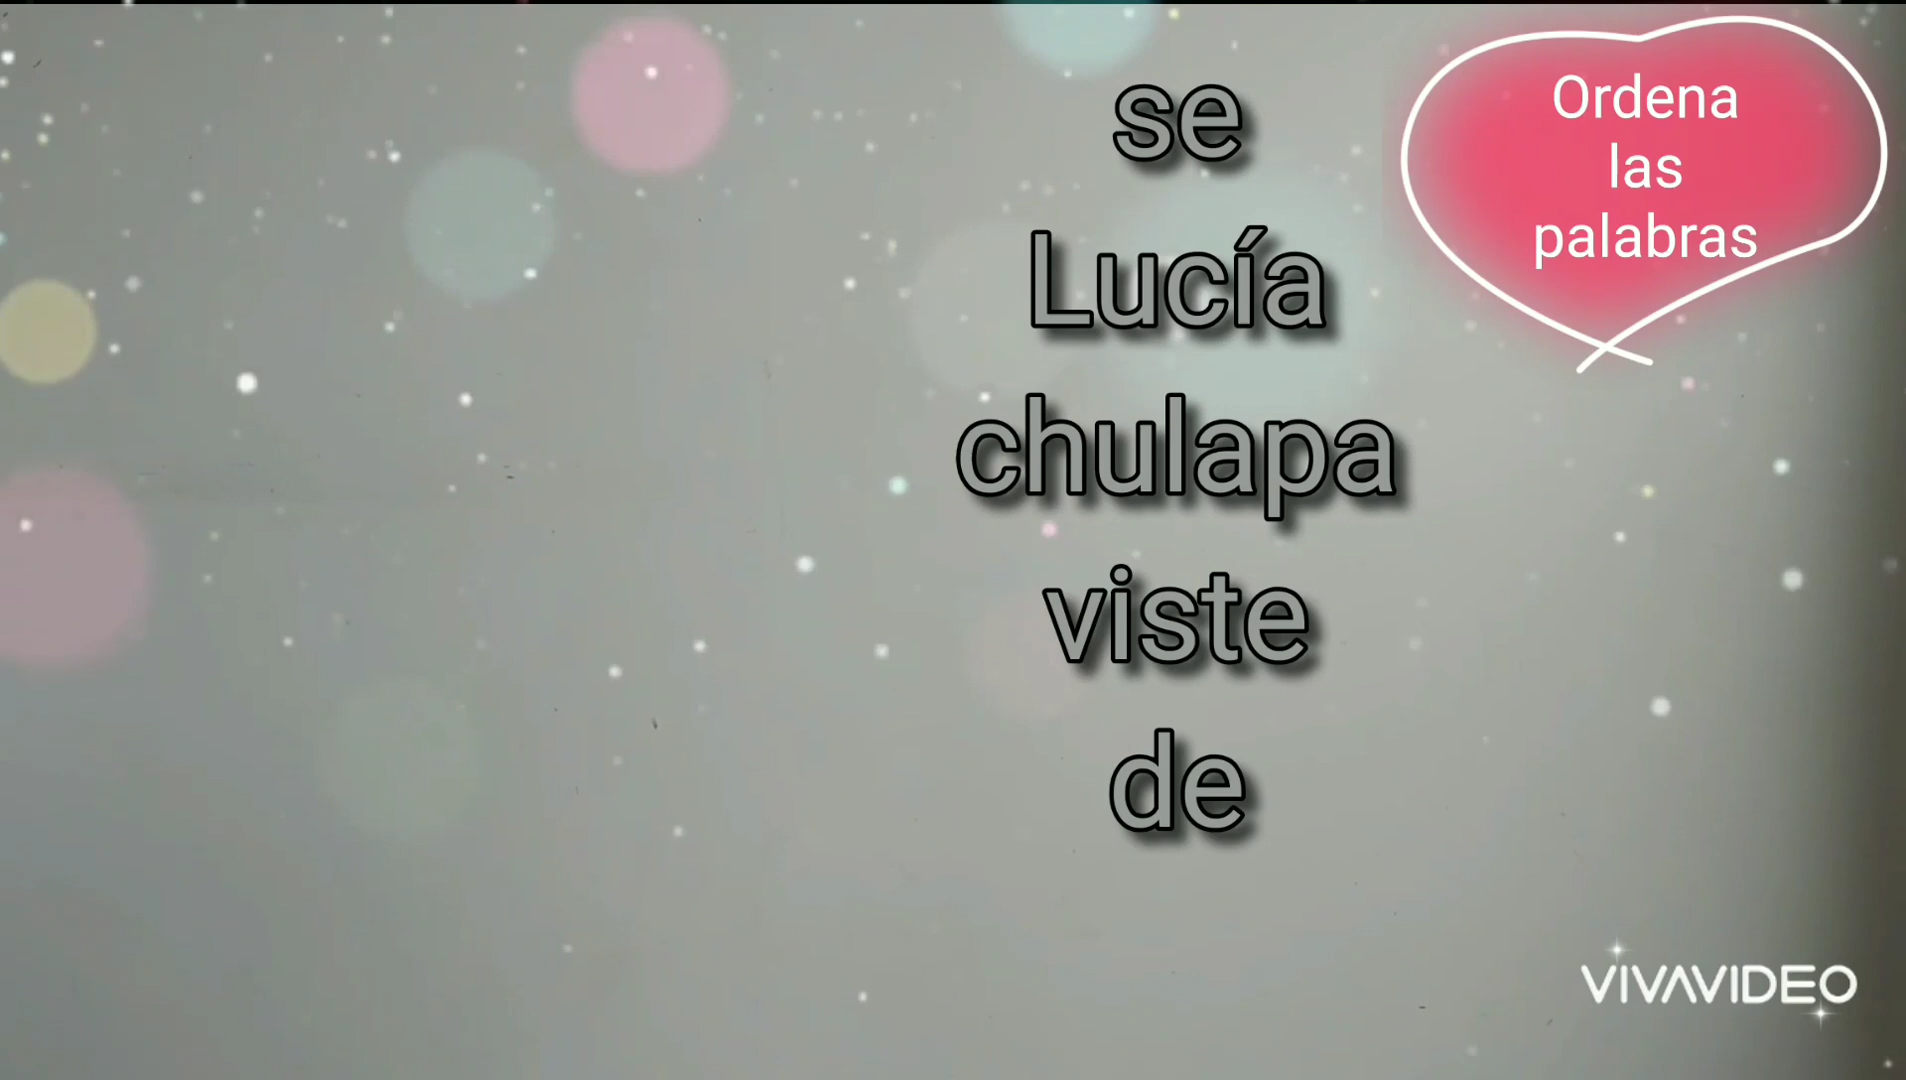 se
Lucía
chulapa
viste
de
Ordena
las
palabras
VIVAVIDEO